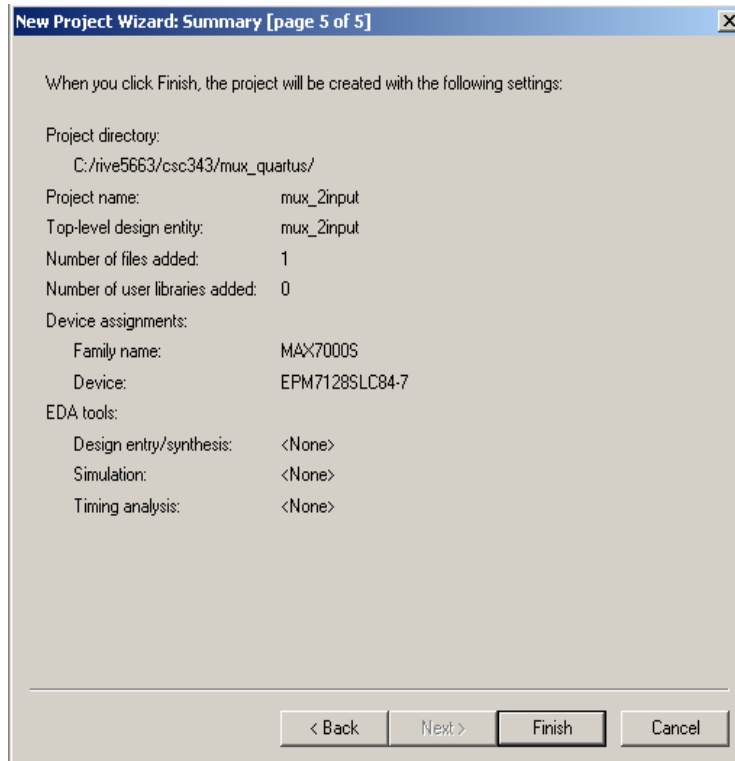 New Project Wizard: Summary [page 5 of 5]
When you click Finish, the project will be created with the following settings:
Project directory:
C:/rive5663/csc343/mux_quartus/
Project name: mux_2input
Top-level design entity: mux_2input
Number of files added: 1
Number of user libraries added: 0
Device assignments:
Family name: MAX7000S
Device: EPM7128SLC84-7
EDA tools:
Design entry/synthesis: <None>
Simulation: <None>
Timing analysis: <None>
< Back Next > Finish Cancel